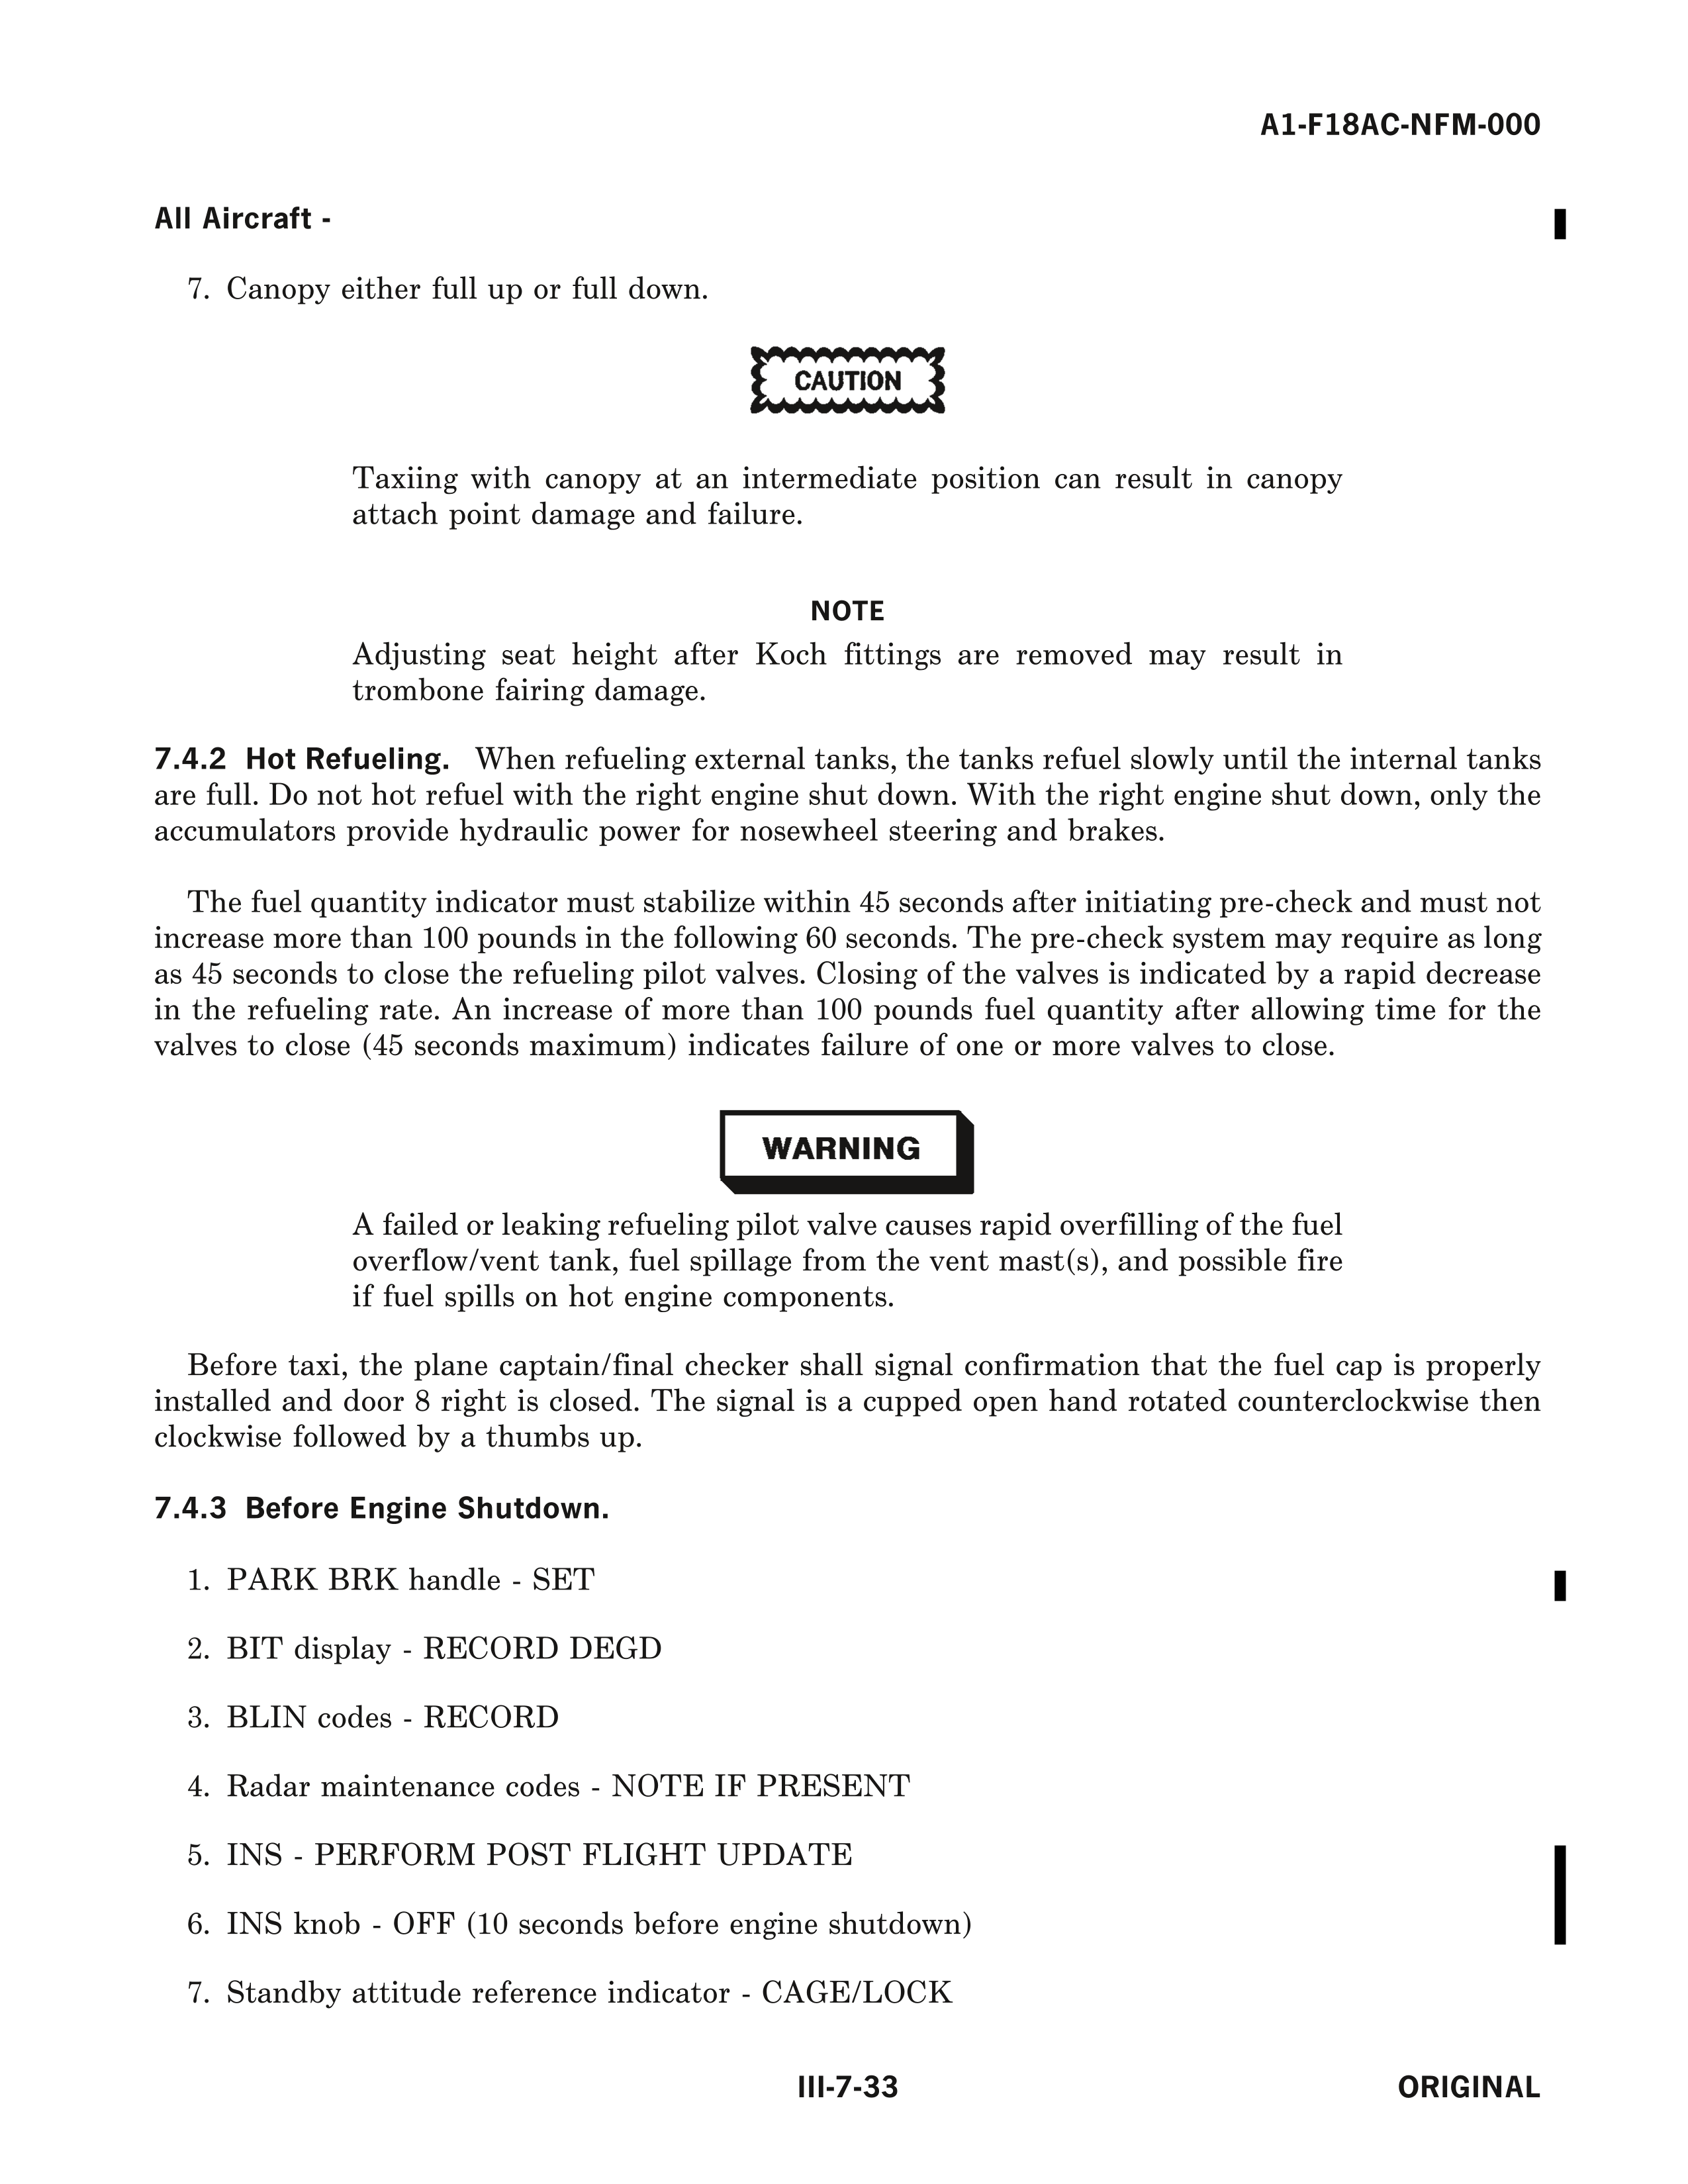 A1-F18AC-NFM-000
All Aircraft -
7. Canopy either full up or full down.
CAUTION
Taxiing with canopy at an intermediate position can result in canopy
attach point damage and failure.
NOTE
Adjusting seat height after Koch fittings are removed may result in
trombone fairing damage.
7.4.2 Hot Refueling. When refueling external tanks, the tanks refuel slowly until the internal tanks
are full. Do not hot refuel with the right engine shut down. With the right engine shut down, only the
accumulators provide hydraulic power for nosewheel steering and brakes.
The fuel quantity indicator must stabilize within 45 seconds after initiating pre-check and must not
increase more than 100 pounds in the following 60 seconds. The pre-check system may require as long
as 45 seconds to close the refueling pilot valves. Closing of the valves is indicated by a rapid decrease
in the refueling rate. An increase of more than 100 pounds fuel quantity after allowing time for the
valves to close (45 seconds maximum) indicates failure of one or more valves to close.
WARNING
A failed or leaking refueling pilot valve causes rapid overfilling of the fuel
overflow/vent tank, fuel spillage from the vent mast(s), and possible fire
if fuel spills on hot engine components.
Before taxi, the plane captain/final checker shall signal confirmation that the fuel cap is properly
installed and door 8 right is closed. The signal is a cupped open hand rotated counterclockwise then
clockwise followed by a thumbs up.
7.4.3 Before Engine Shutdown.
1. PARK BRK handle - SET
2. BIT display - RECORD DEGD
3. BLIN codes - RECORD
4. Radar maintenance codes - NOTE IF PRESENT
5. INS - PERFORM POST FLIGHT UPDATE
6. INS knob - OFF (10 seconds before engine shutdown)
7. Standby attitude reference indicator - CAGE/LOCK
III-7-33
ORIGINAL